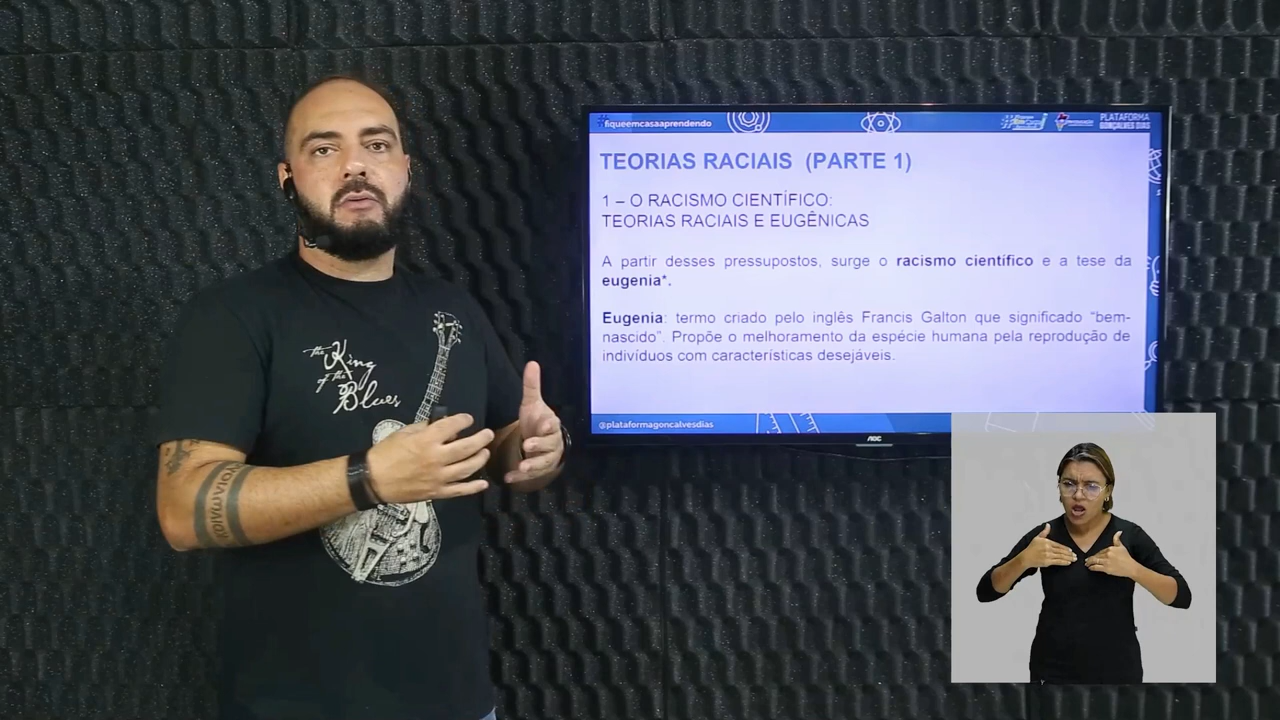 #fiqueemcasaaprendendo
PLATAFORMA
GONÇALVES DIAS
TEORIAS RACIAIS (PARTE 1)
1 – O RACISMO CIENTÍFICO:
TEORIAS RACIAIS E EUGÊNICAS
A partir desses pressupostos, surge o racismo científico e a tese da
eugenia*.
Eugenia: termo criado pelo inglês Francis Galton que significado “bem-
nascido”. Propõe o melhoramento da espécie humana pela reprodução de
indivíduos com características desejáveis.
@plataformagoncalvesdias
AOC
the King
of the
Blues